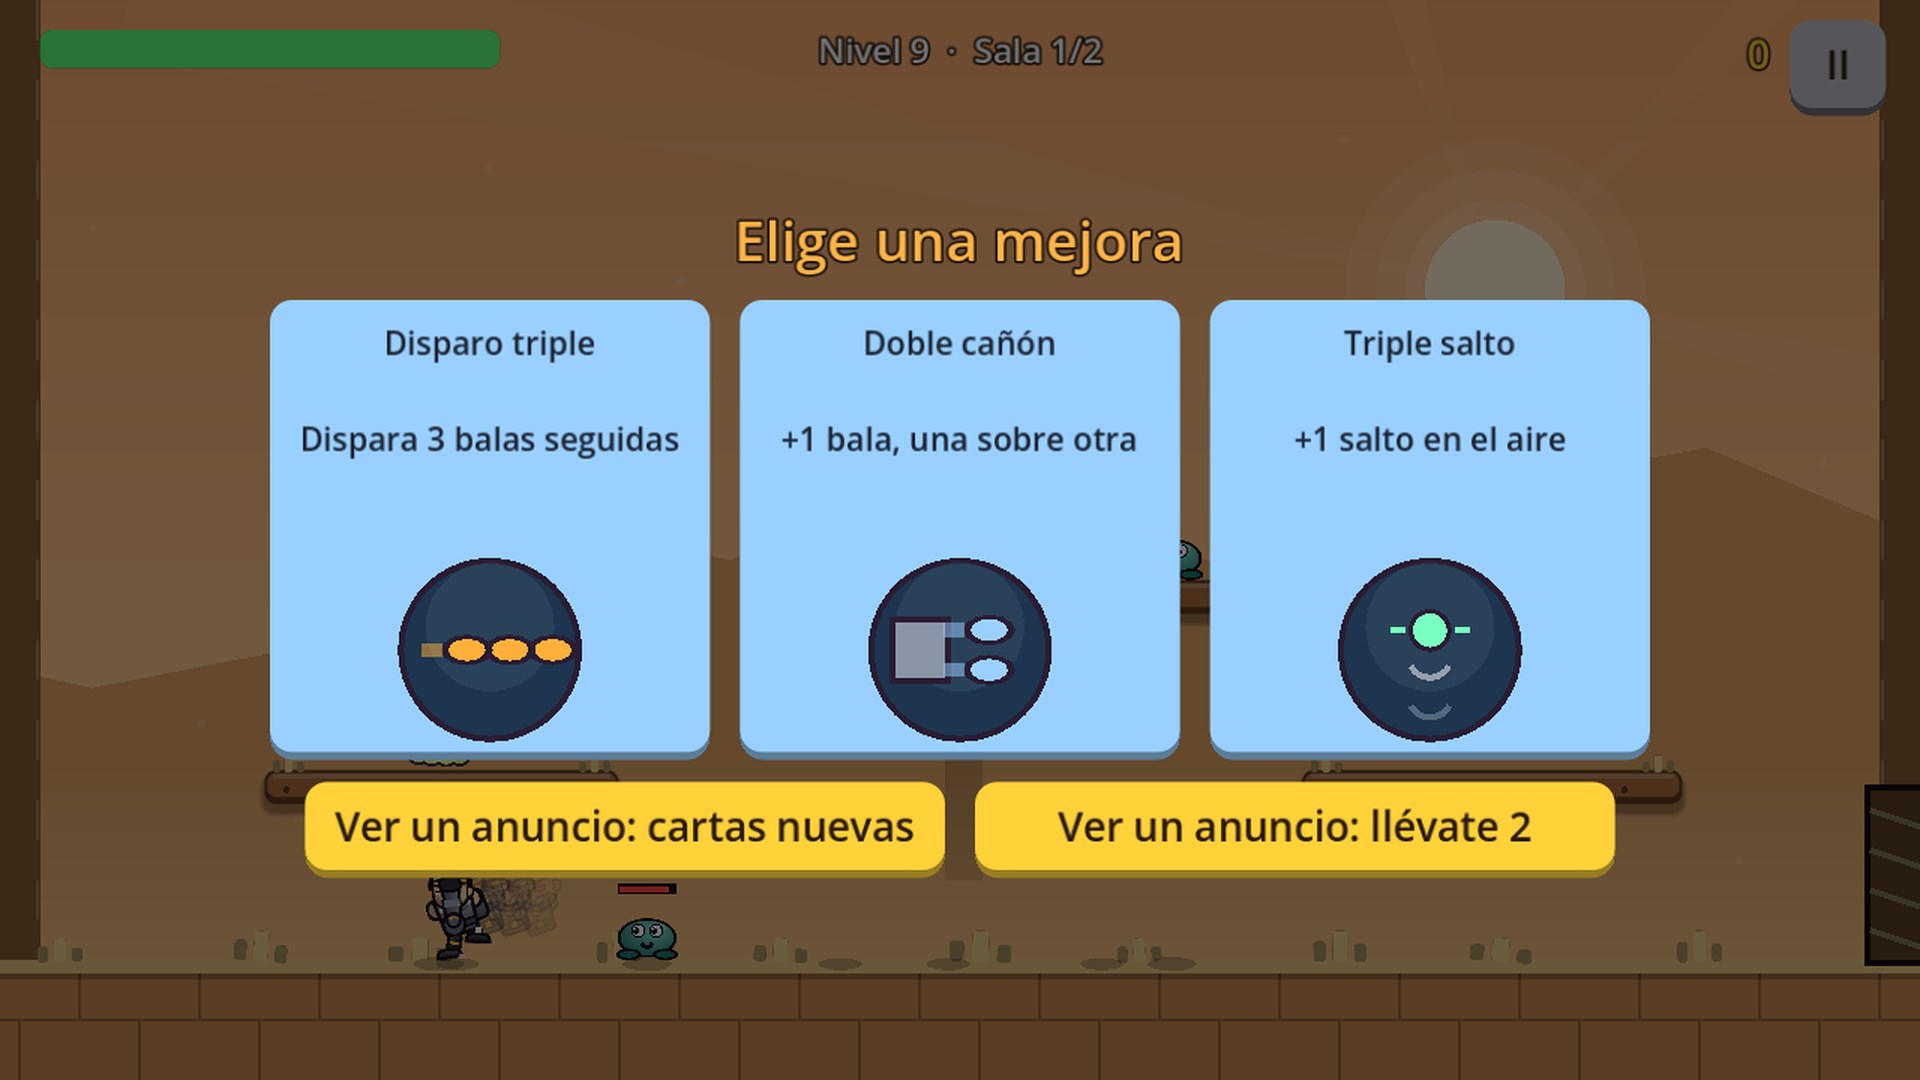 Nivel 9 · Sala 1/2
0
Elige una mejora
Disparo triple
Dispara 3 balas seguidas
Doble cañón
+1 bala, una sobre otra
Triple salto
+1 salto en el aire
Ver un anuncio: cartas nuevas
Ver un anuncio: llévate 2